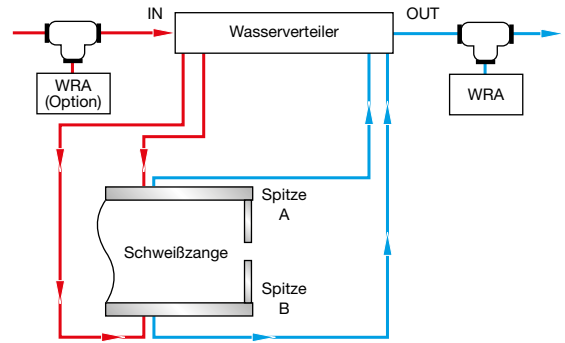 IN
OUT
Wasserverteiler
WRA
(Option)
WRA
Spitze
A
Schweißzange
Spitze
B